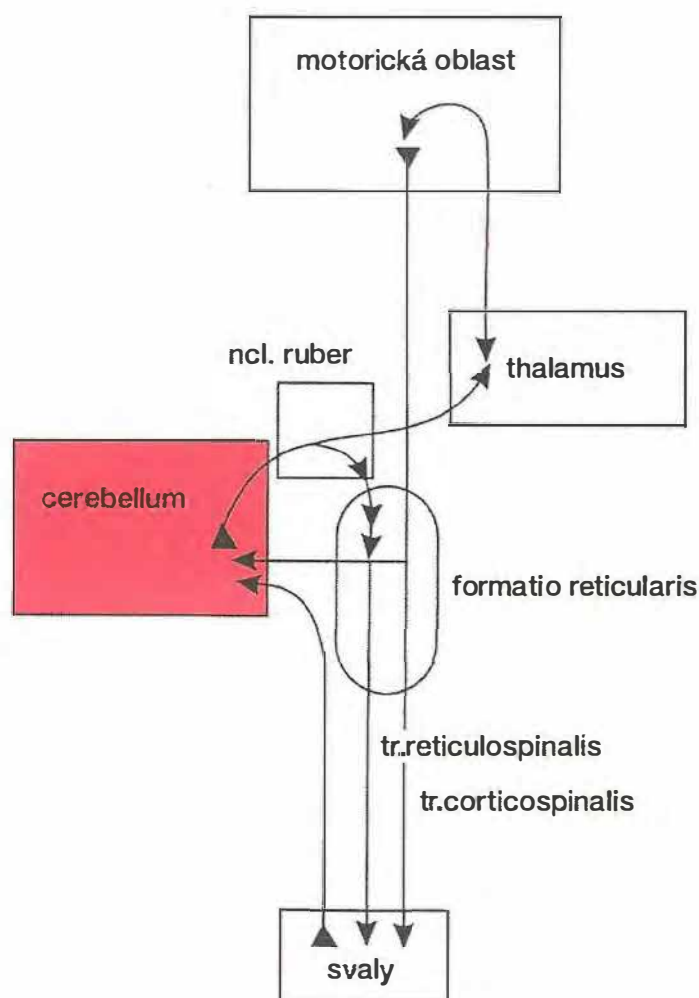 motorická oblast
ncl. ruber
thalamus
cerebellum
formatio reticularis
tr.reticulospinalis
tr.corticospinalis
svaly